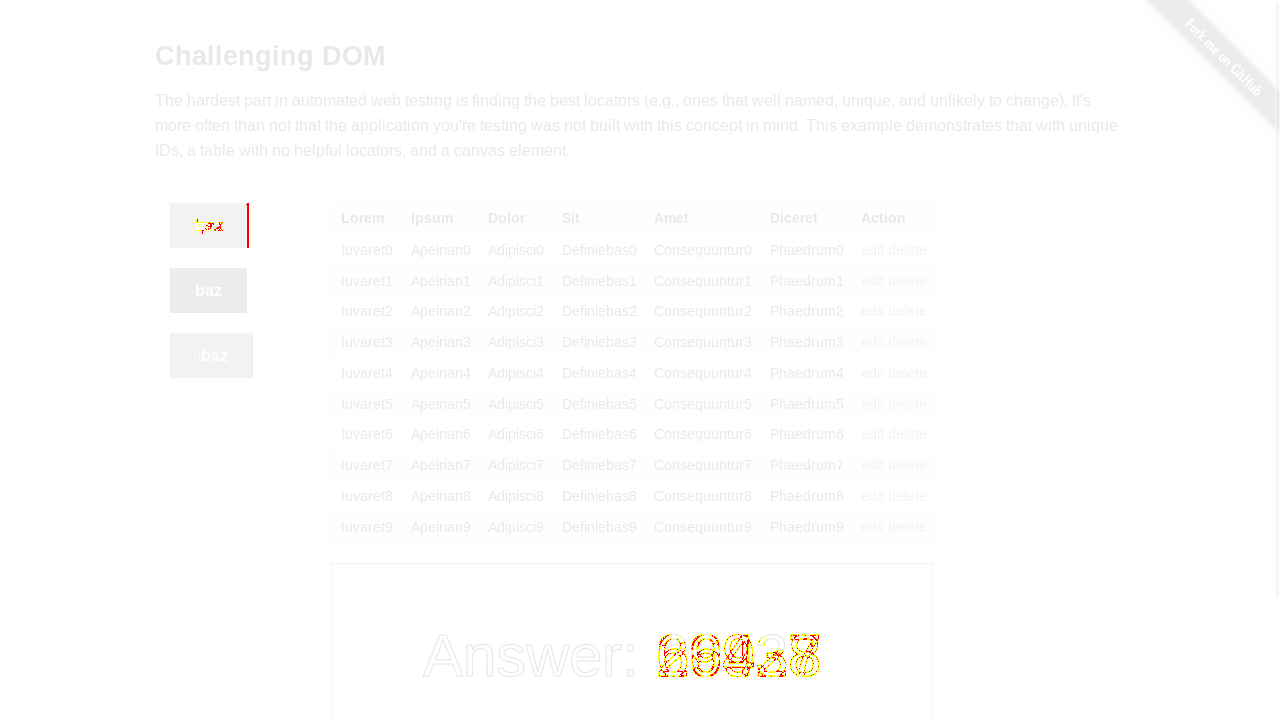 Fork me on GitHub
Challenging DOM
The hardest part in automated web testing is finding the best locators (e.g., ones that well named, unique, and unlikely to change). It's
more often than not that the application you're testing was not built with this concept in mind. This example demonstrates that with unique
IDs, a table with no helpful locators, and a canvas element.
baz
baz
Lorem Ipsum Dolor Sit Amet Diceret Action
Iuvaret0 Apeirian0 Adipisci0 Definiebas0 Consequuntur0 Phaedrum0 edit delete
Iuvaret1 Apeirian1 Adipisci1 Definiebas1 Consequuntur1 Phaedrum1 edit delete
Iuvaret2 Apeirian2 Adipisci2 Definiebas2 Consequuntur2 Phaedrum2 edit delete
Iuvaret3 Apeirian3 Adipisci3 Definiebas3 Consequuntur3 Phaedrum3 edit delete
Iuvaret4 Apeirian4 Adipisci4 Definiebas4 Consequuntur4 Phaedrum4 edit delete
Iuvaret5 Apeirian5 Adipisci5 Definiebas5 Consequuntur5 Phaedrum5 edit delete
Iuvaret6 Apeirian6 Adipisci6 Definiebas6 Consequuntur6 Phaedrum6 edit delete
Iuvaret7 Apeirian7 Adipisci7 Definiebas7 Consequuntur7 Phaedrum7 edit delete
Iuvaret8 Apeirian8 Adipisci8 Definiebas8 Consequuntur8 Phaedrum8 edit delete
Iuvaret9 Apeirian9 Adipisci9 Definiebas9 Consequuntur9 Phaedrum9 edit delete
Answer: